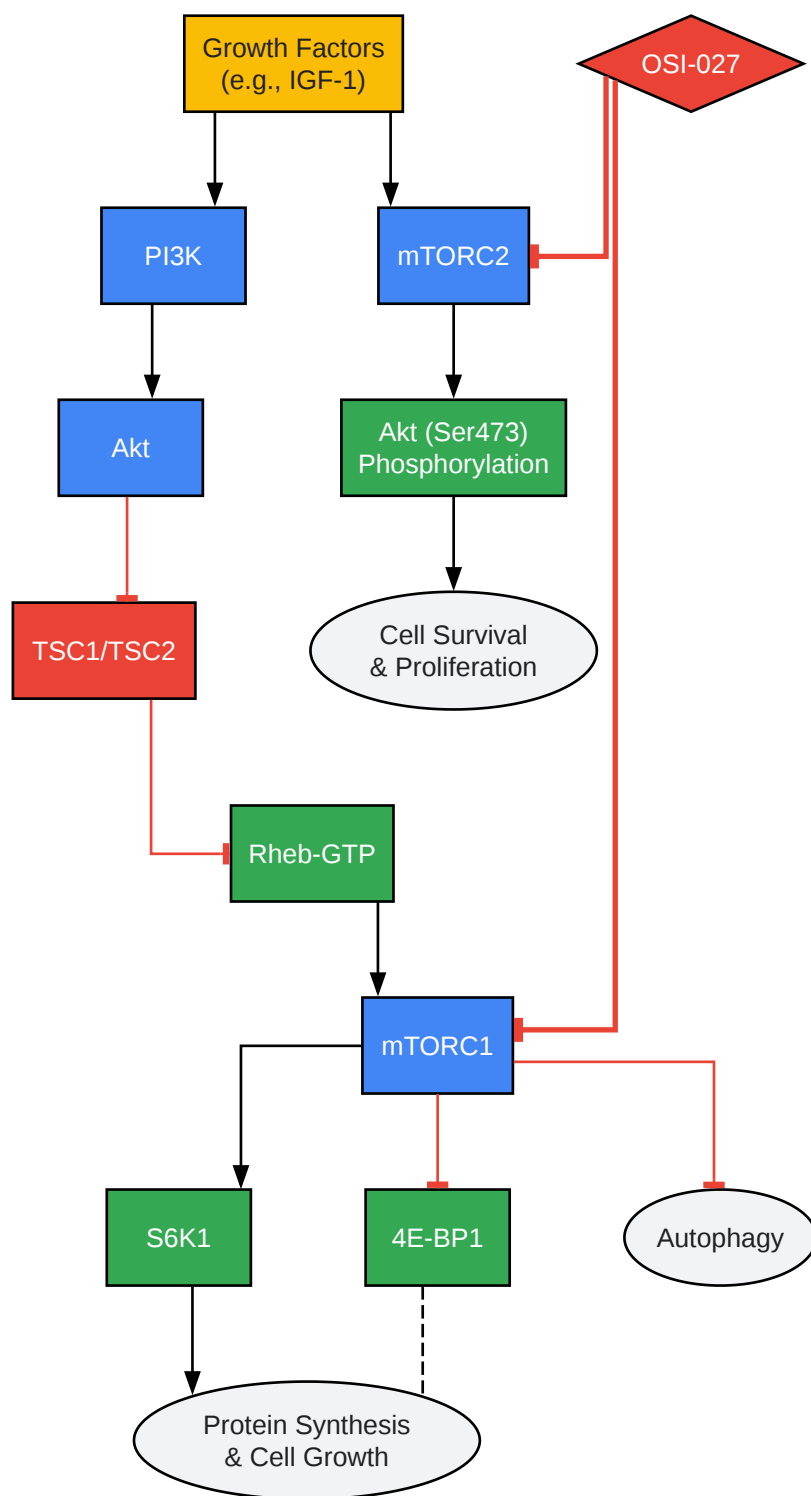 Growth Factors
(e.g., IGF-1)
OSI-027
PI3K
mTORC2
Akt
Akt (Ser473)
Phosphorylation
TSC1/TSC2
Cell Survival
& Proliferation
Rheb-GTP
mTORC1
S6K1
4E-BP1
Autophagy
Protein Synthesis
& Cell Growth